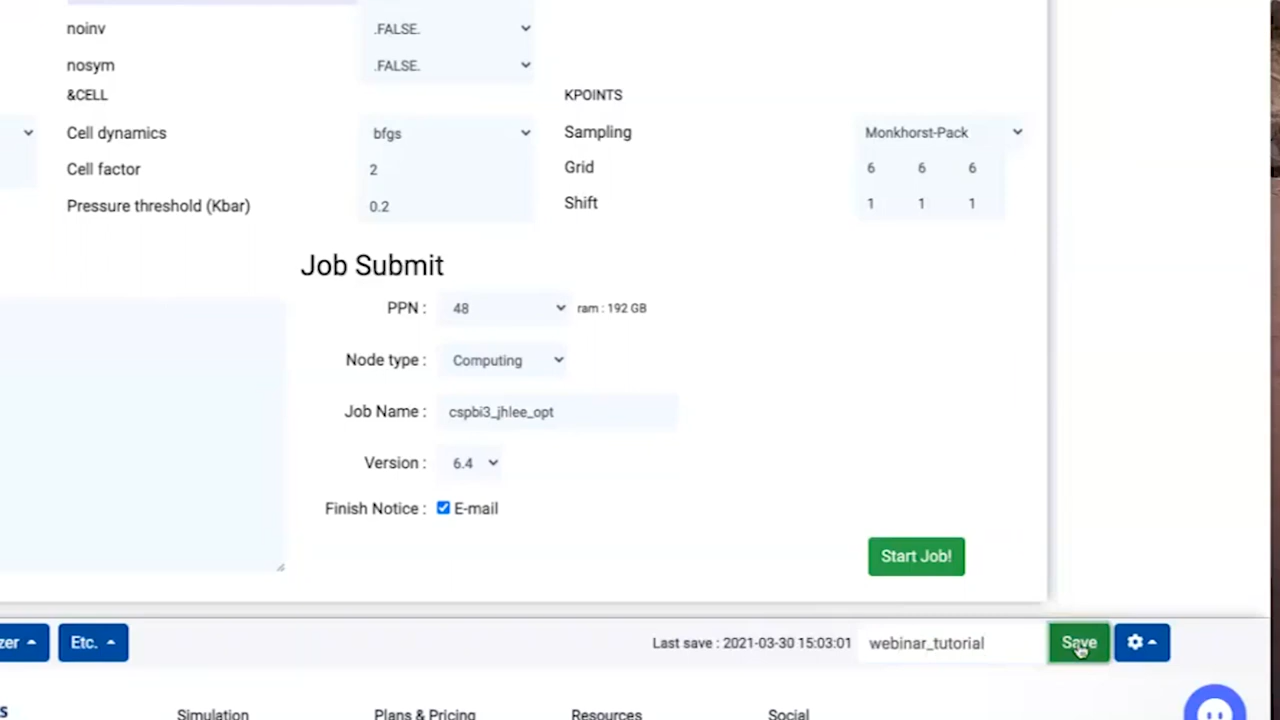 noinv .FALSE.
nosym .FALSE.
&CELL KPOINTS
Cell dynamics bfgs Sampling Monkhorst-Pack
Cell factor 2 Grid 6 6 6
Pressure threshold (Kbar) 0.2 Shift 1 1 1
Job Submit
PPN : 48 ram : 192 GB
Node type : Computing
Job Name : cspbi3_jhlee_opt
Version : 6.4
Finish Notice : E-mail
Start Job!
zer Etc. Last save : 2021-03-30 15:03:01 webinar_tutorial Save
s Simulation Plans & Pricing Resources Social